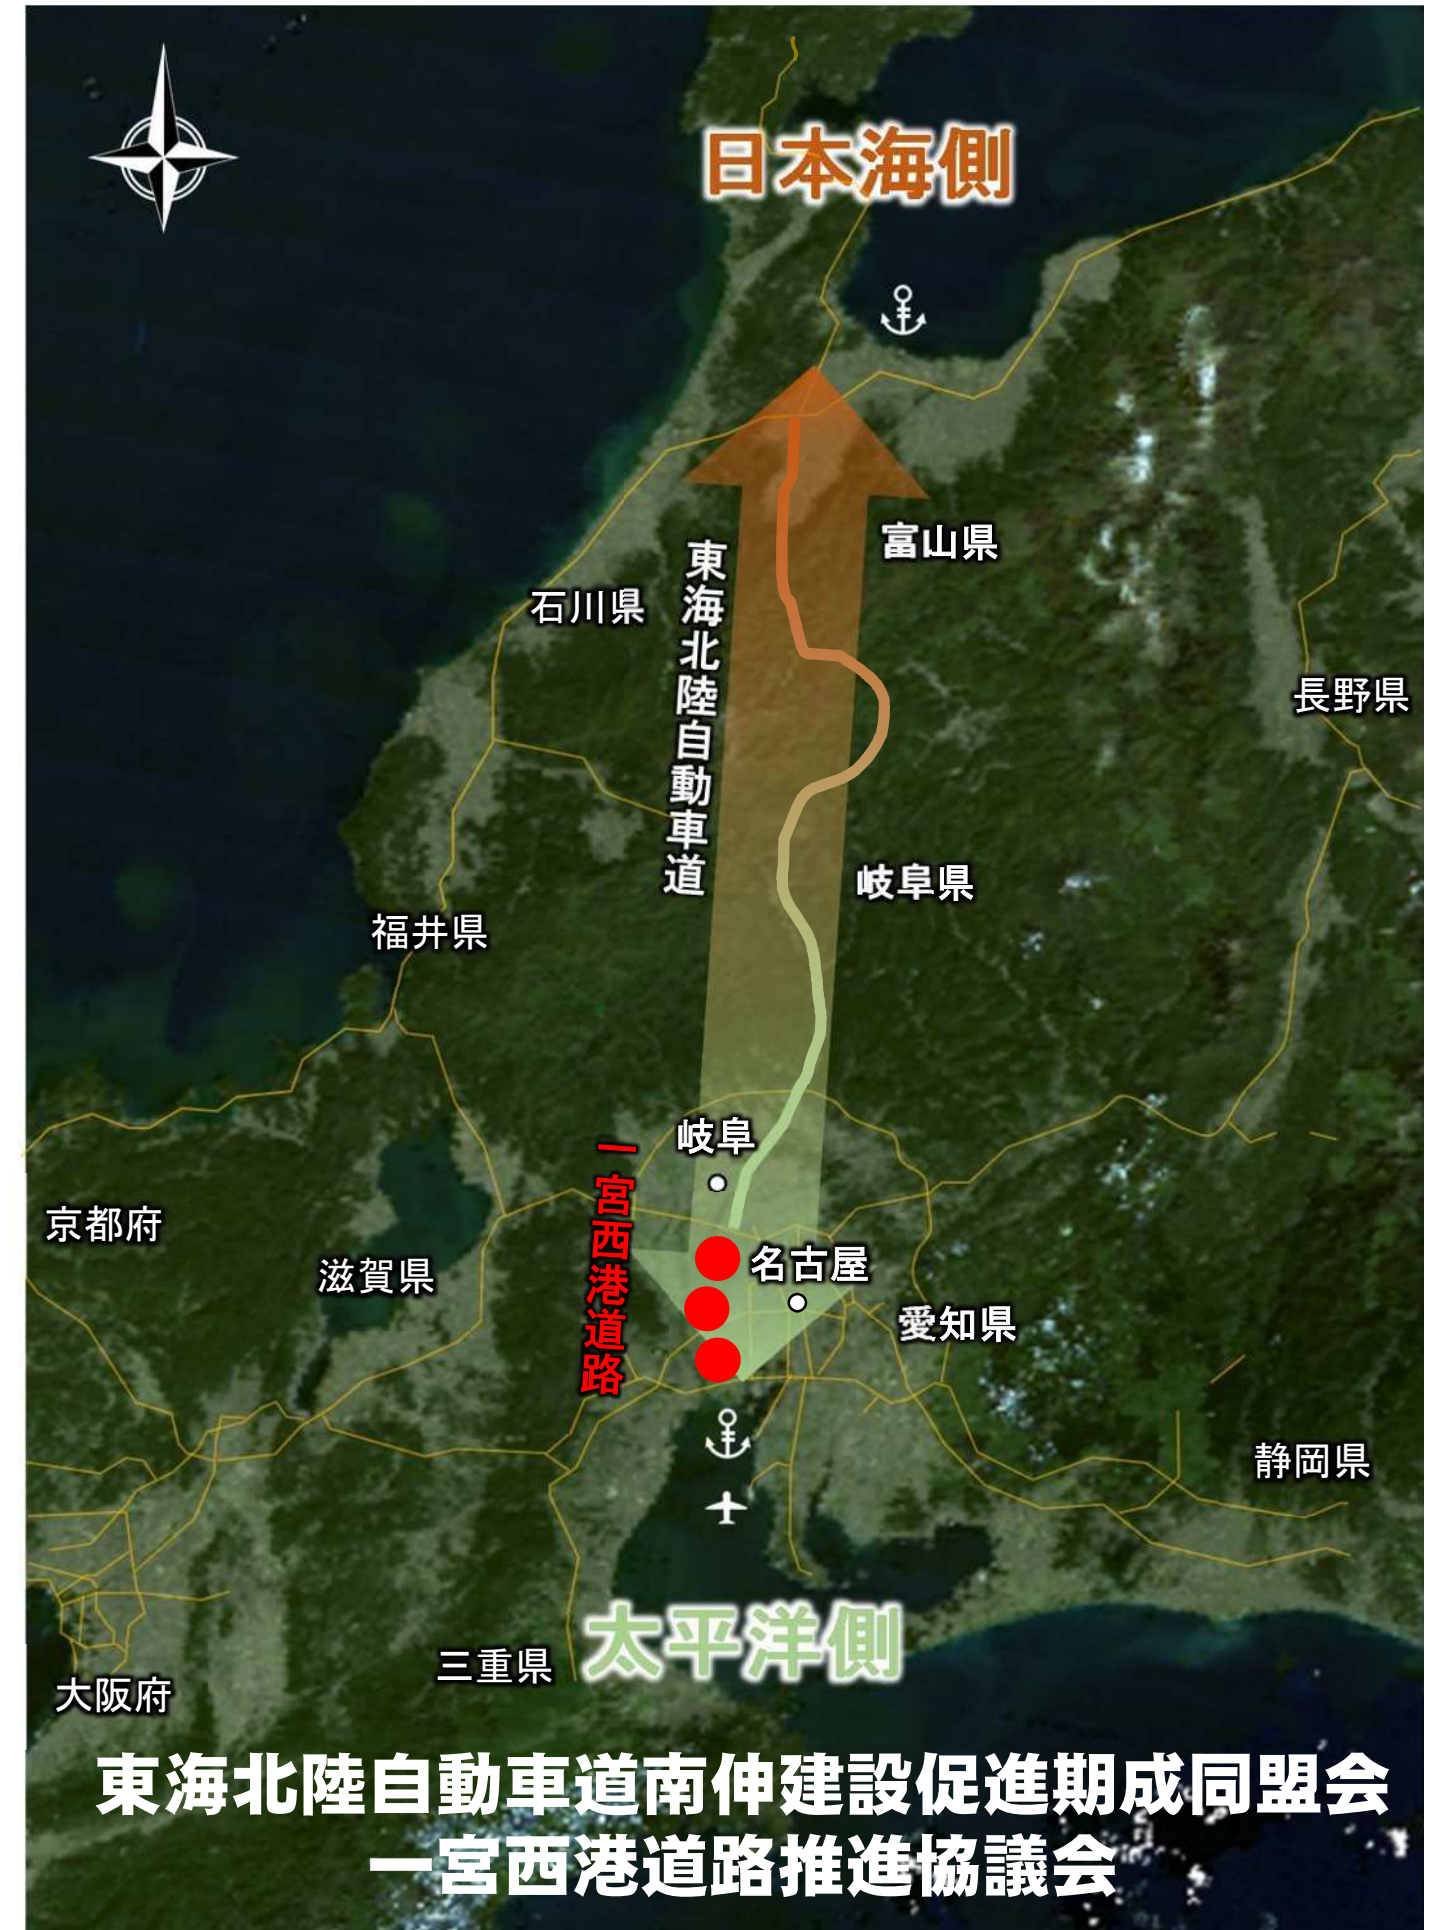 日本海側
富山県
東海北陸自動車道
石川県
長野県
岐阜県
福井県
岐阜
一宮西港道路
京都府
名古屋
滋賀県
愛知県
静岡県
太平洋側
三重県
大阪府
東海北陸自動車道南伸建設促進期成同盟会
一宮西港道路推進協議会